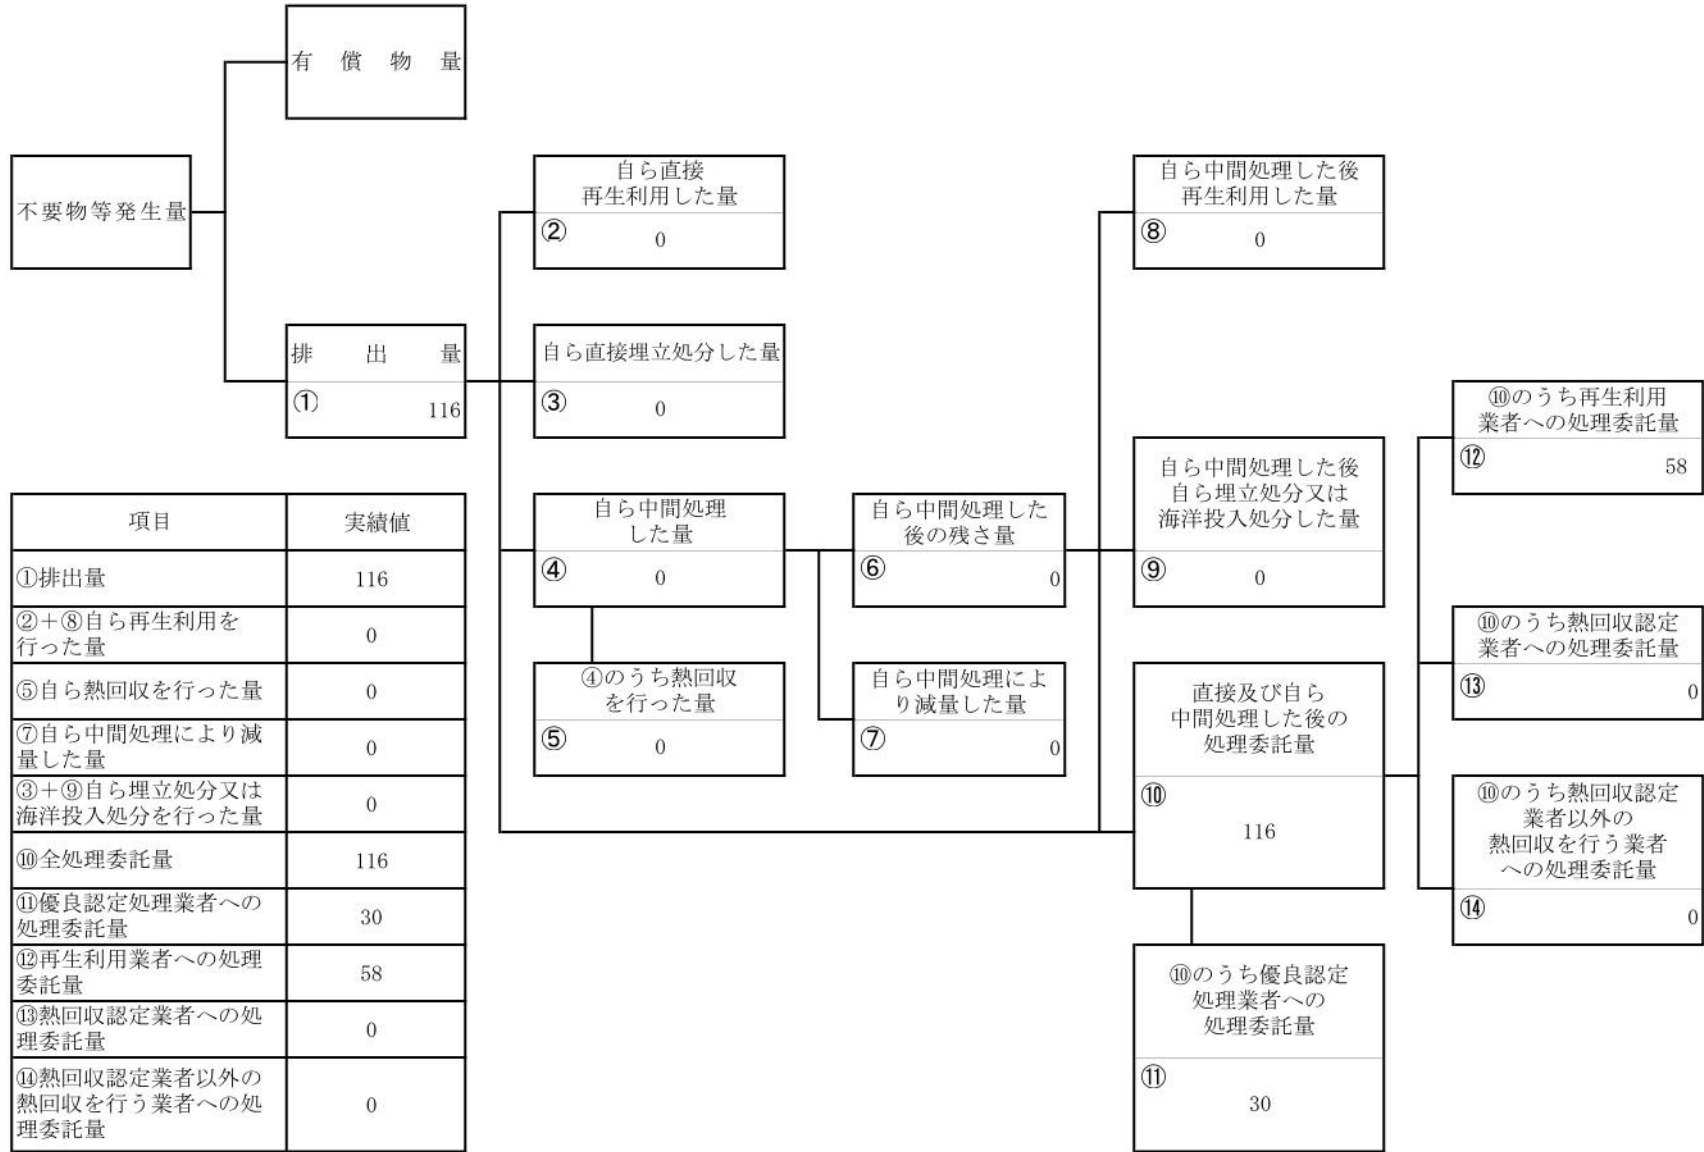 有償物量
不要物等発生量
排出量
①
116
自ら直接
再生利用した量
②
0
自ら直接埋立処分した量
③
0
自ら中間処理
した量
④
0
④のうち熱回収
を行った量
⑤
0
自ら中間処理した
後の残さ量
⑥
0
自ら中間処理によ
り減量した量
⑦
0
自ら中間処理した後
再生利用した量
⑧
0
自ら中間処理した後
自ら埋立処分又は
海洋投入処分した量
⑨
0
直接及び自ら
中間処理した後の
処理委託量
⑩
116
⑩のうち優良認定
処理業者への
処理委託量
⑪
30
⑩のうち再生利用
業者への処理委託量
⑫
58
⑩のうち熱回収認定
業者への処理委託量
⑬
0
⑩のうち熱回収認定
業者以外の
熱回収を行う業者
への処理委託量
⑭
0
項目 実績値
①排出量 116
②+⑧自ら再生利用を
行った量 0
⑤自ら熱回収を行った量 0
⑦自ら中間処理により減
量した量 0
③+⑨自ら埋立処分又は
海洋投入処分を行った量 0
⑩全処理委託量 116
⑪優良認定処理業者への
処理委託量 30
⑫再生利用業者への処理
委託量 58
⑬熱回収認定業者への処
理委託量 0
⑭熱回収認定業者以外の
熱回収を行う業者への処
理委託量 0